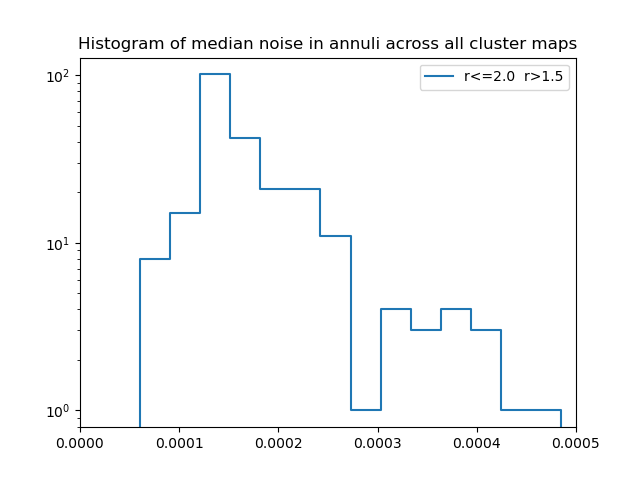 Histogram of median noise in annuli across all cluster maps
r<=2.0  r>1.5
10²
10¹
10⁰
0.0000 0.0001 0.0002 0.0003 0.0004 0.0005